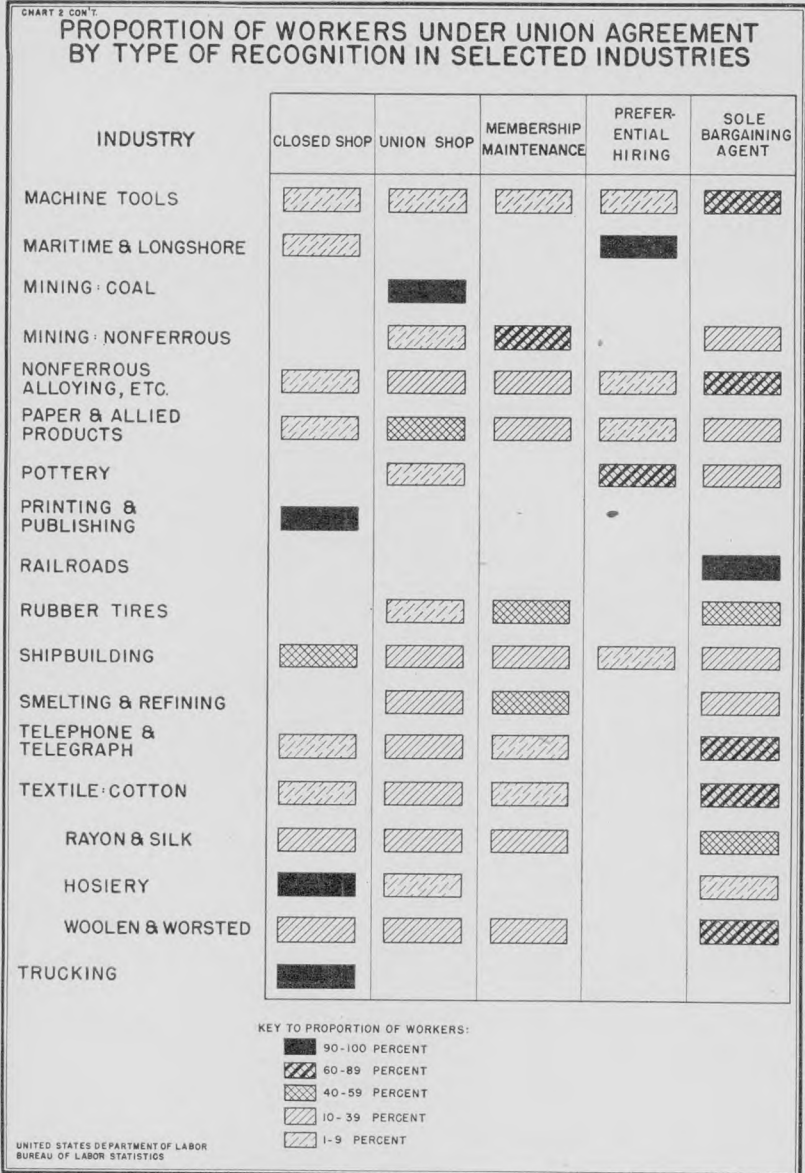 CHART 2 CON'T.
PROPORTION OF WORKERS UNDER UNION AGREEMENT
BY TYPE OF RECOGNITION IN SELECTED INDUSTRIES
INDUSTRY
CLOSED SHOP
UNION SHOP
MEMBERSHIP
MAINTENANCE
PREFER-
ENTIAL
HIRING
SOLE
BARGAINING
AGENT
MACHINE TOOLS
MARITIME & LONGSHORE
MINING: COAL
MINING: NONFERROUS
NONFERROUS
ALLOYING, ETC.
PAPER & ALLIED
PRODUCTS
POTTERY
PRINTING &
PUBLISHING
RAILROADS
RUBBER TIRES
SHIPBUILDING
SMELTING & REFINING
TELEPHONE &
TELEGRAPH
TEXTILE: COTTON
RAYON & SILK
HOSIERY
WOOLEN & WORSTED
TRUCKING
KEY TO PROPORTION OF WORKERS:
90-100 PERCENT
60-89 PERCENT
40-59 PERCENT
10-39 PERCENT
1-9 PERCENT
UNITED STATES DEPARTMENT OF LABOR
BUREAU OF LABOR STATISTICS